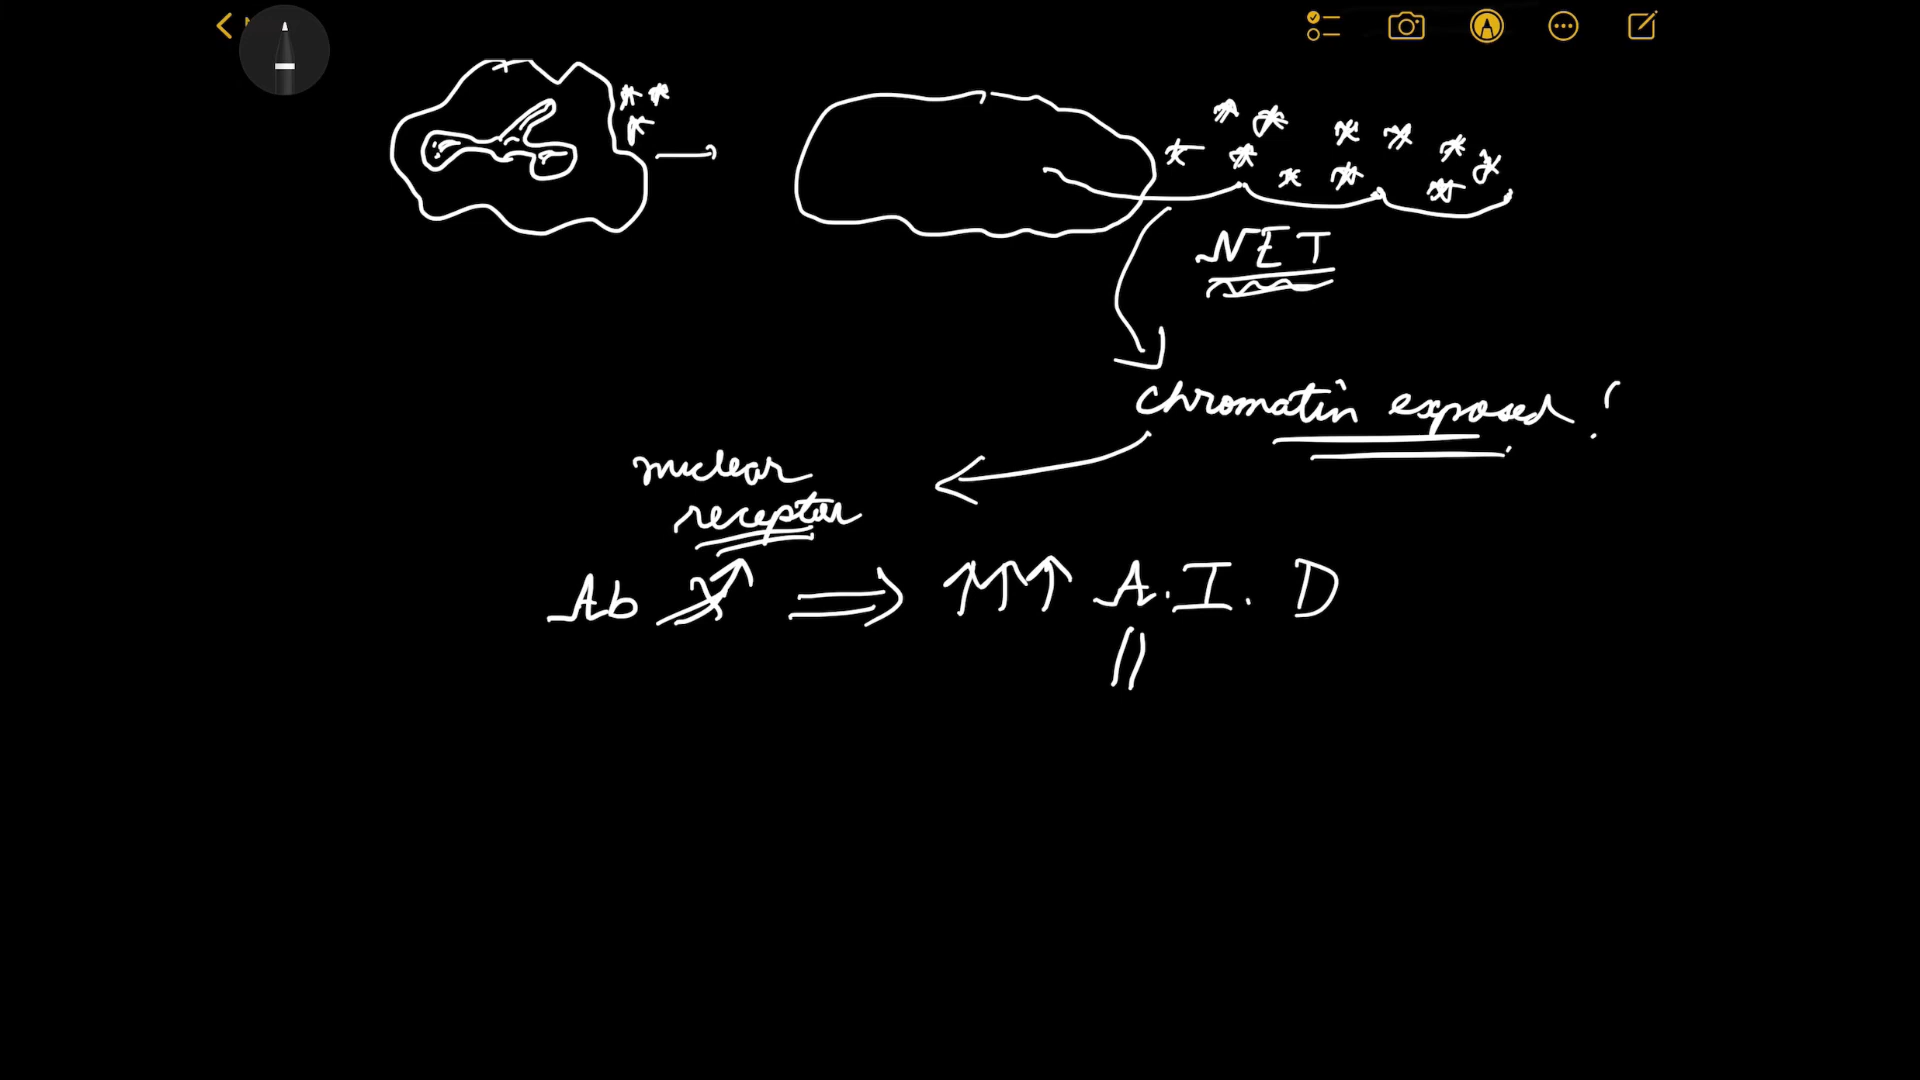 NET
chromatin exposed!
nuclear
receptor
Ab ⇒ ↑↑↑ A.I.D